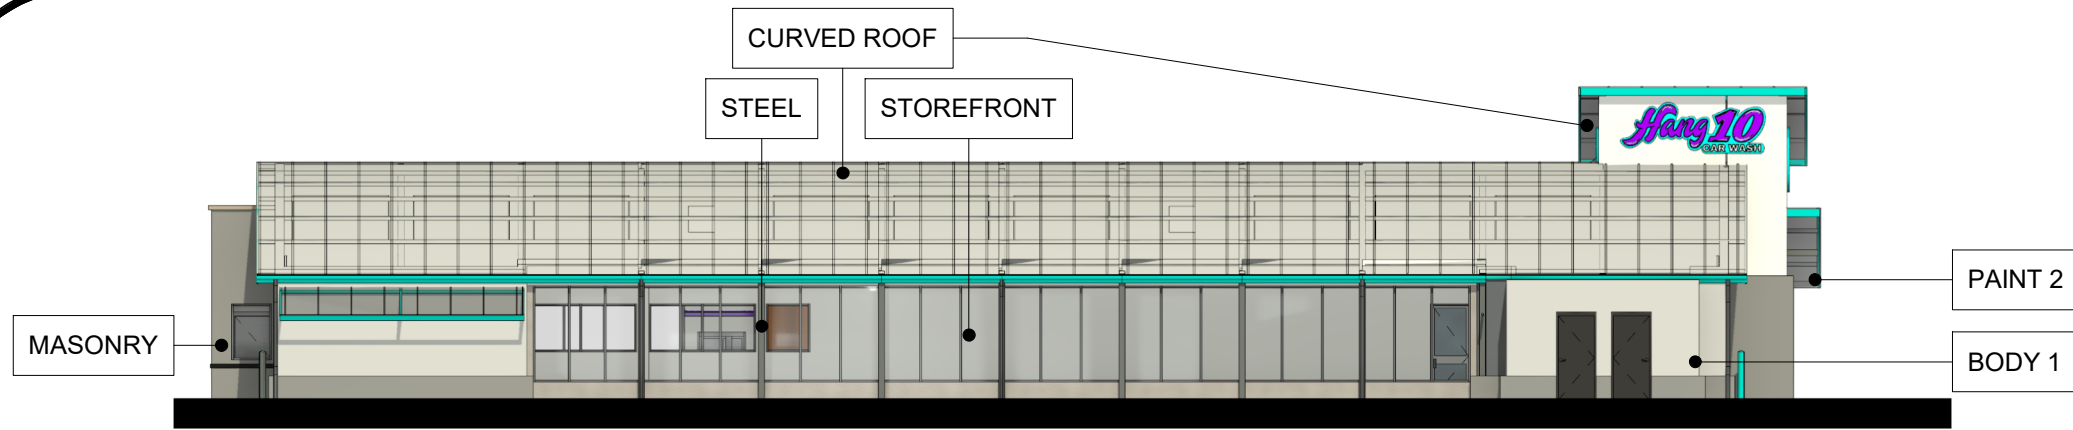 CURVED ROOF
STEEL
STOREFRONT
Hang 10
CAR WASH
MASONRY
PAINT 2
BODY 1